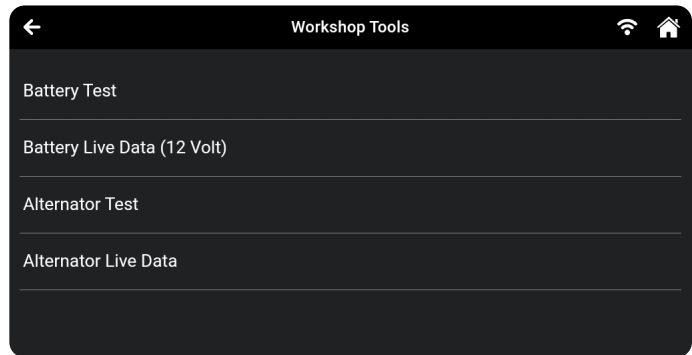 Workshop Tools
Battery Test
Battery Live Data (12 Volt)
Alternator Test
Alternator Live Data